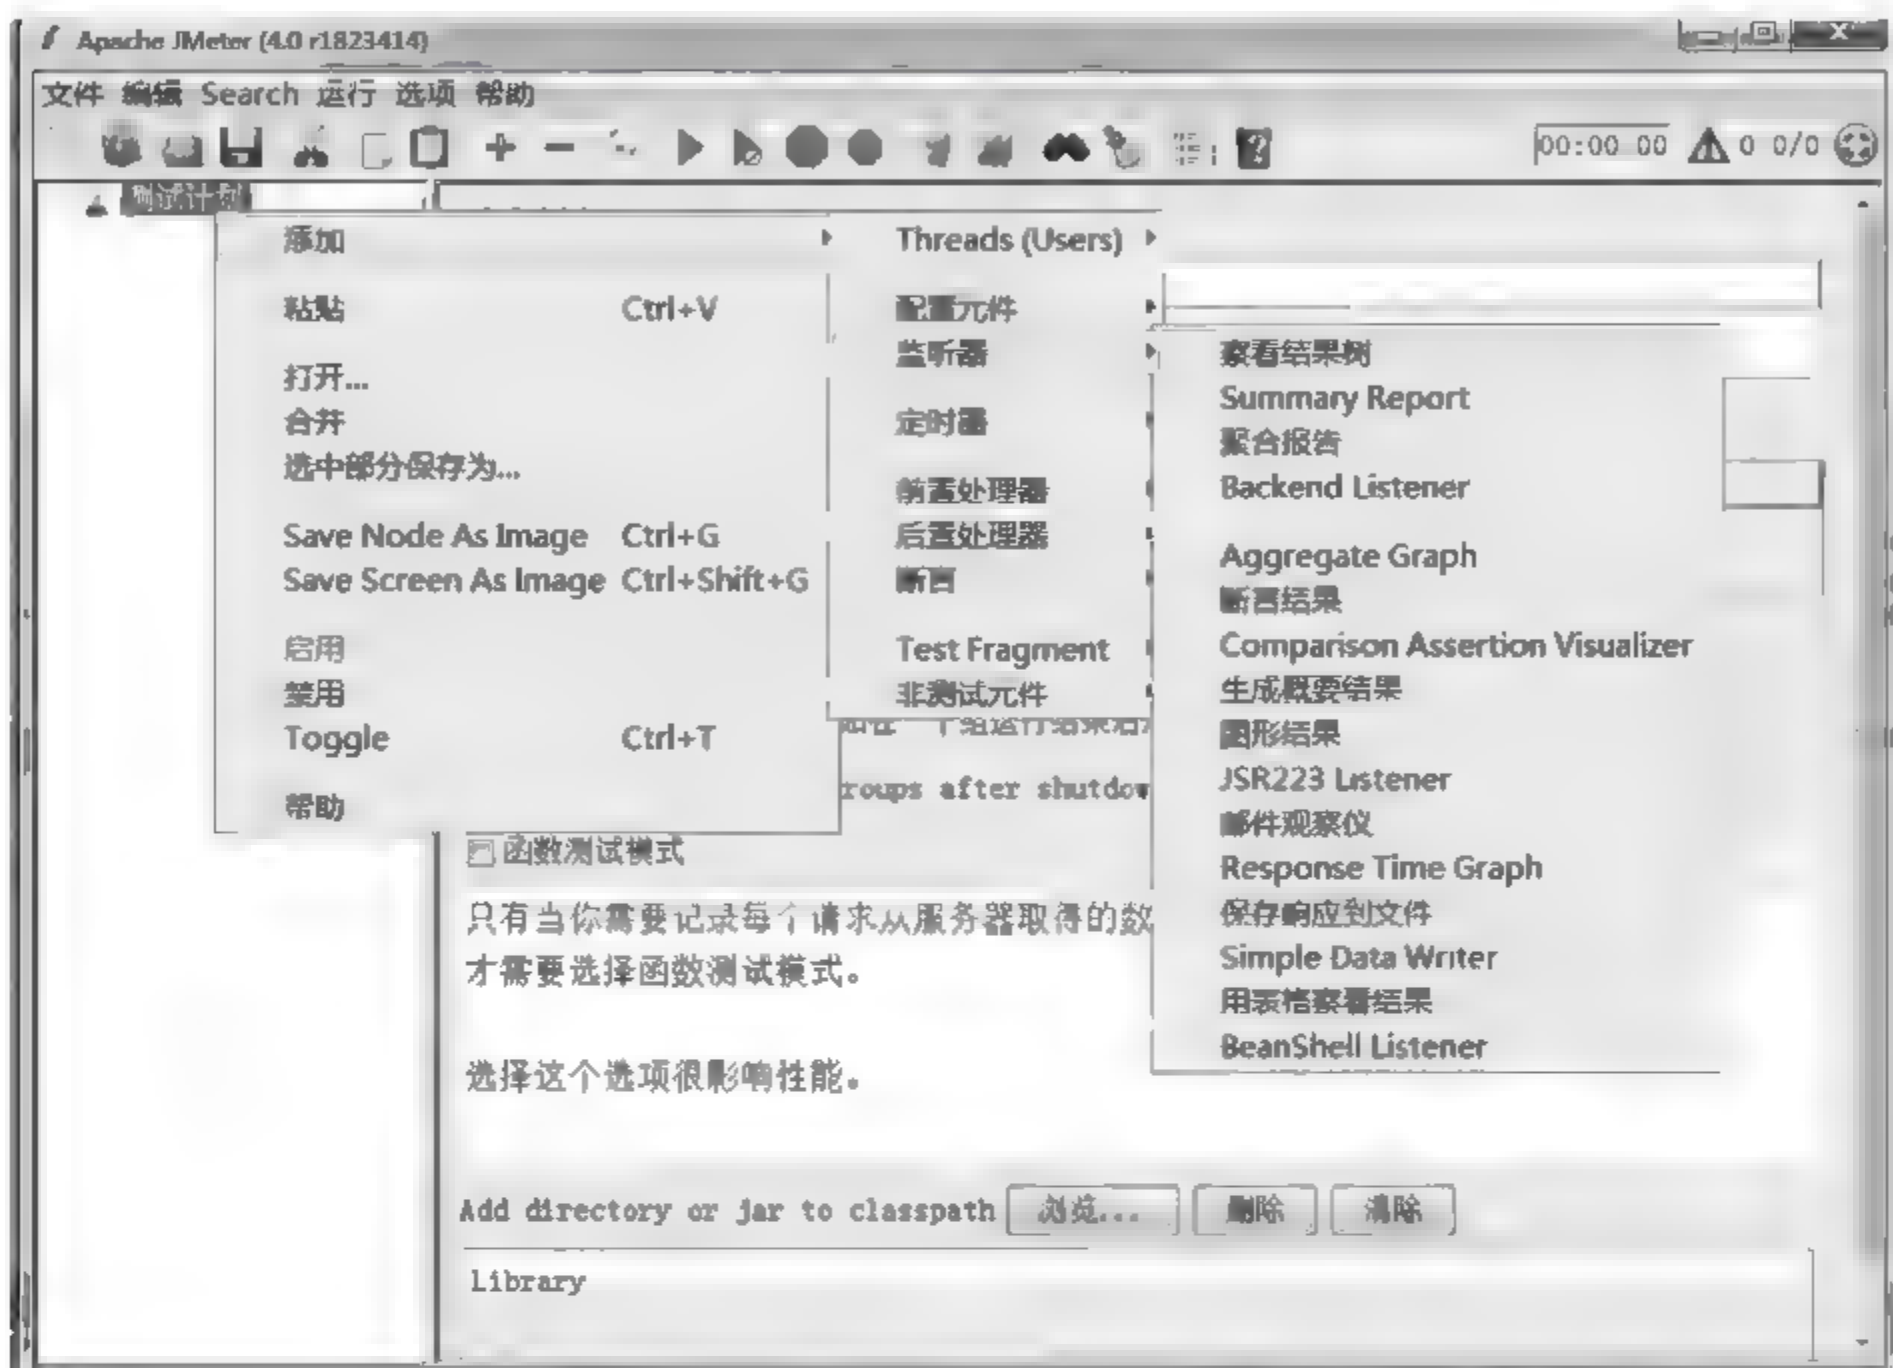 Apache JMeter (4.0 r1823414)
文件 编辑 Search 运行 选项 帮助
00:00 00 0 0/0
测试计划
添加
粘贴 Ctrl+V
打开...
合并
选中部分保存为...
Save Node As Image Ctrl+G
Save Screen As Image Ctrl+Shift+G
启用
禁用
Toggle Ctrl+T
帮助
Threads (Users)
配置元件
监听器
定时器
前置处理器
后置处理器
断言
Test Fragment
非测试元件
察看结果树
Summary Report
聚合报告
Backend Listener
Aggregate Graph
断言结果
Comparison Assertion Visualizer
生成概要结果
图形结果
JSR223 Listener
邮件观察仪
Response Time Graph
保存响应到文件
Simple Data Writer
用表格察看结果
BeanShell Listener
个组运行结束后
roups after shutdow
函数测试模式
只有当你需要记录每个请求从服务器取得的数
才需要选择函数测试模式。
选择这个选项很影响性能。
Add directory or jar to classpath 浏览... 删除 清除
Library